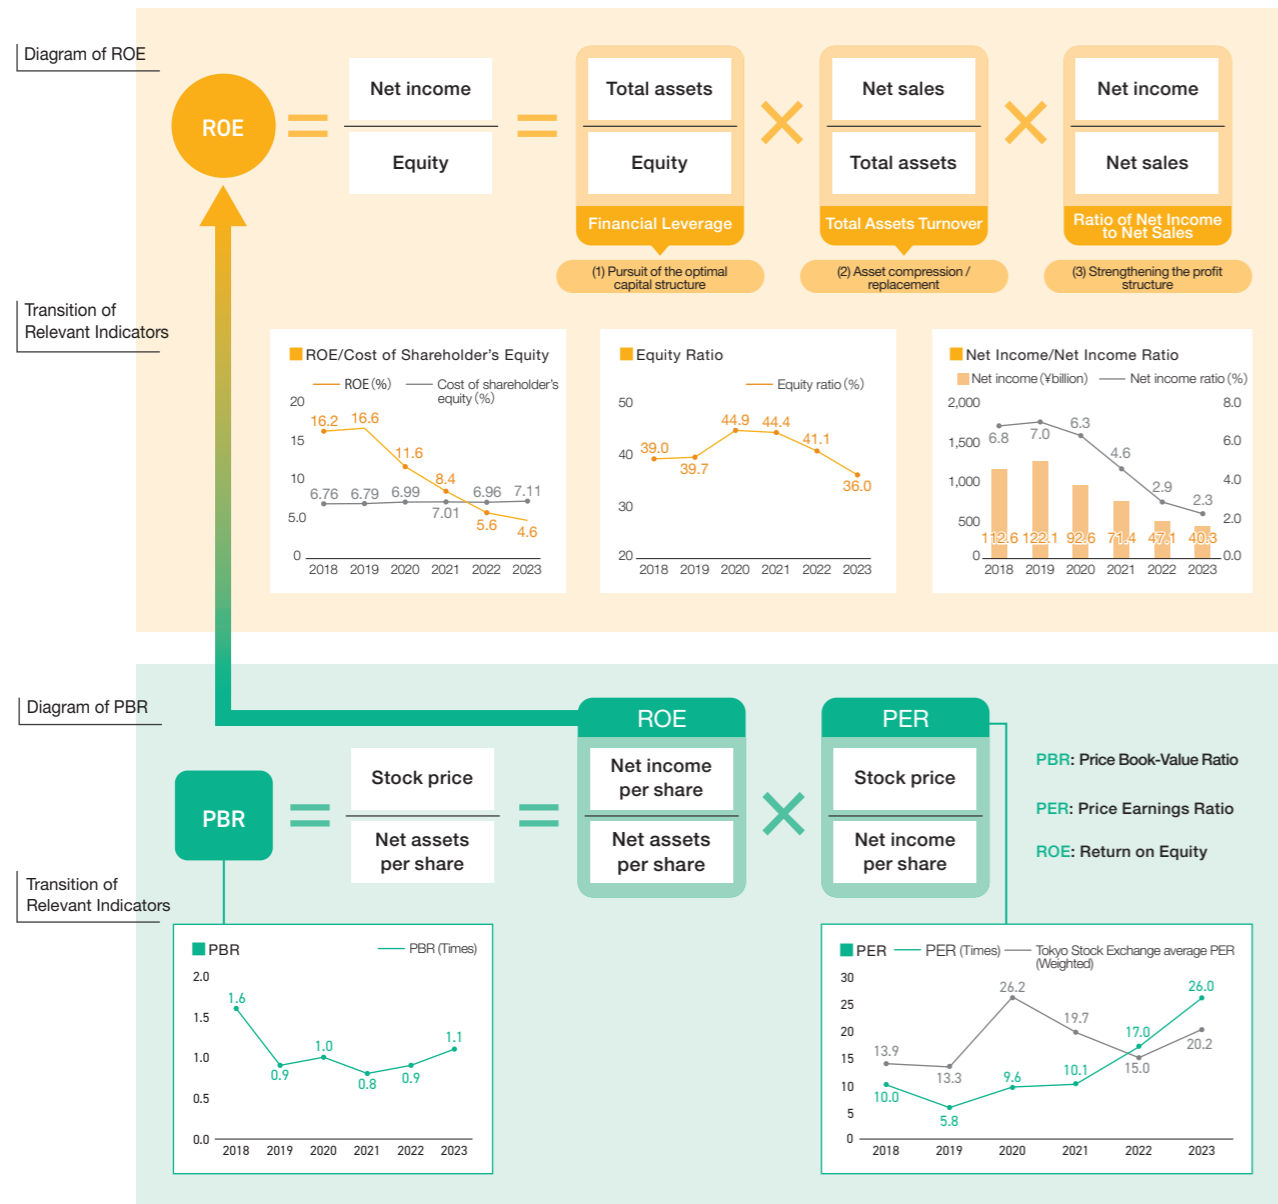 Diagram of ROE
ROE
=
Net income
Equity
=
Total assets
Equity
Financial Leverage
(1) Pursuit of the optimal
capital structure
×
Net sales
Total assets
Total Assets Turnover
(2) Asset compression /
replacement
×
Net income
Net sales
Ratio of Net Income
to Net Sales
(3) Strengthening the profit
structure
Transition of
Relevant Indicators
ROE/Cost of Shareholder's Equity
ROE (%)
Cost of shareholder's
equity (%)
20
15
10
5.0
0
16.2 16.6 11.6 8.4 5.6 4.6
6.76 6.79 6.99 7.01 6.96 7.11
2018 2019 2020 2021 2022 2023
Equity Ratio
Equity ratio (%)
50
40
30
20
39.0 39.7 44.9 44.4 41.1 36.0
2018 2019 2020 2021 2022 2023
Net Income/Net Income Ratio
Net income (¥billion)
Net income ratio (%)
2,000
1,500
1,000
500
0
8.0
6.0
4.0
2.0
0.0
6.8 7.0 6.3 4.6 2.9 2.3
112.6 122.1 92.6 71.4 47.1 40.3
2018 2019 2020 2021 2022 2023
Diagram of PBR
PBR
=
Stock price
Net assets
per share
=
ROE
Net income
per share
Net assets
per share
×
PER
Stock price
Net income
per share
PBR: Price Book-Value Ratio
PER: Price Earnings Ratio
ROE: Return on Equity
Transition of
Relevant Indicators
PBR
PBR (Times)
2.0
1.5
1.0
0.5
0.0
1.6 0.9 1.0 0.8 0.9 1.1
2018 2019 2020 2021 2022 2023
PER
PER (Times)
Tokyo Stock Exchange average PER
(Weighted)
30
25
20
15
10
5
0
13.9 13.3 26.2 19.7 15.0 20.2
10.0 5.8 9.6 10.1 17.0 26.0
2018 2019 2020 2021 2022 2023